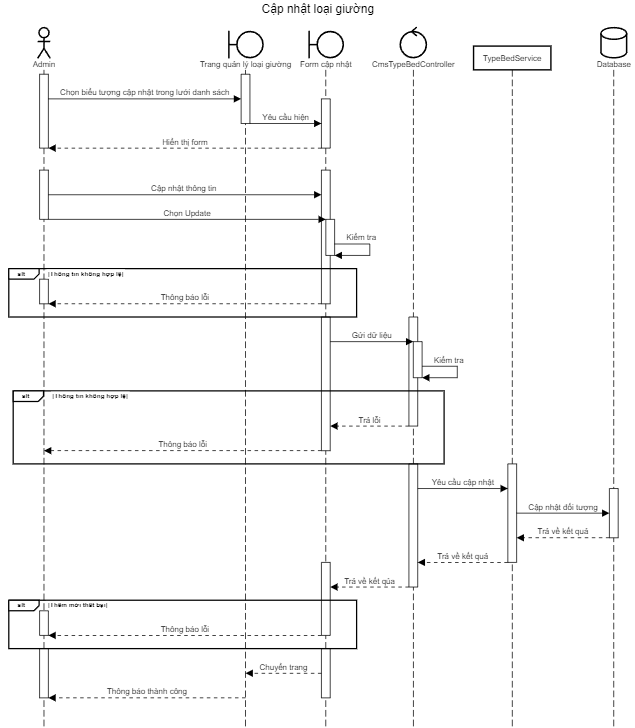 Cập nhật loại giường
Admin
Trang quản lý loại giường
Form cập nhật
CmsTypeBedController
TypeBedService
Database
Chọn biểu tượng cập nhật trong lưới danh sách
Yêu cầu hiện
Hiển thị form
Cập nhật thông tin
Chọn Update
Kiểm tra
alt
[Thông tin không hợp lệ]
Thông báo lỗi
Gửi dữ liệu
Kiểm tra
alt
[Thông tin không hợp lệ]
Trả lỗi
Thông báo lỗi
Yêu cầu cập nhật
Cập nhật đối tượng
Trả về kết quả
Trả về kết quả
Trả về kết qủa
alt
[Thêm mới thất bại]
Thông báo lỗi
Chuyển trang
Thông báo thành công